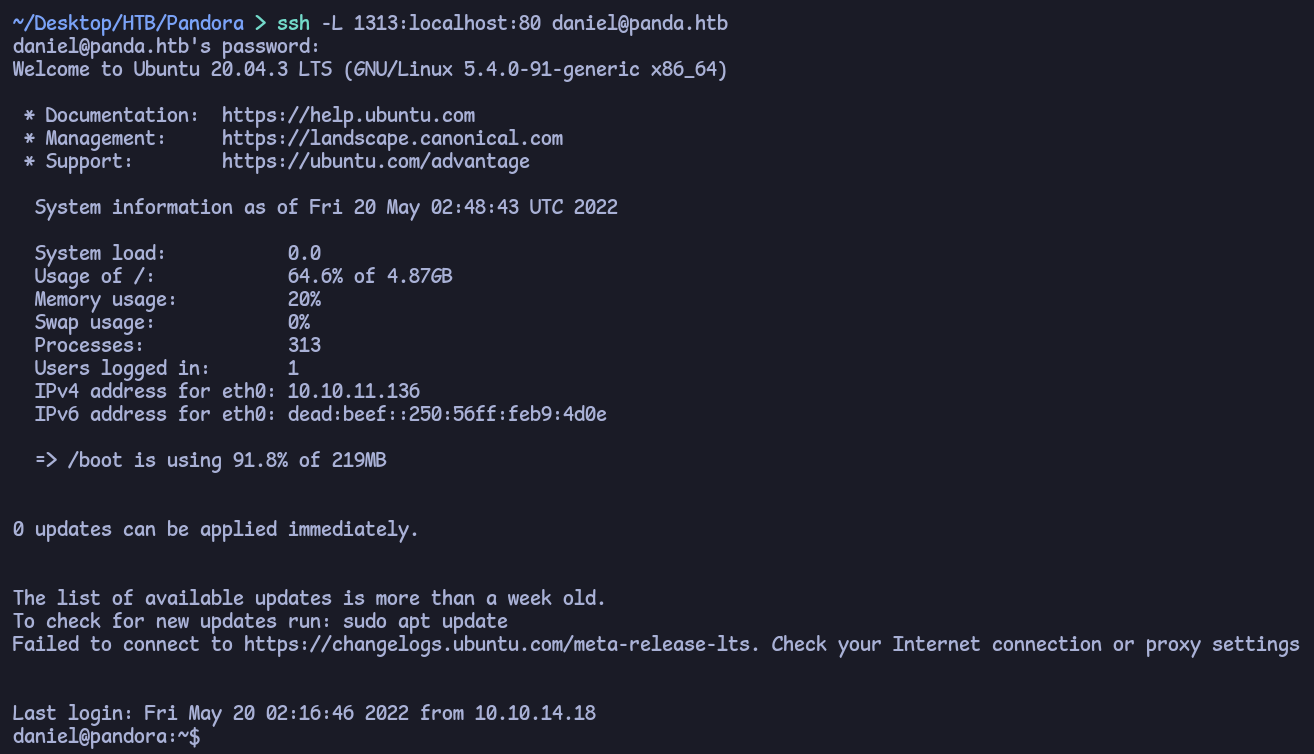 ~/Desktop/HTB/Pandora > ssh -L 1313:localhost:80 daniel@panda.htb
daniel@panda.htb's password:
Welcome to Ubuntu 20.04.3 LTS (GNU/Linux 5.4.0-91-generic x86_64)
* Documentation:  https://help.ubuntu.com
* Management:     https://landscape.canonical.com
* Support:        https://ubuntu.com/advantage
System information as of Fri 20 May 02:48:43 UTC 2022
System load:           0.0
Usage of /:            64.6% of 4.87GB
Memory usage:          20%
Swap usage:            0%
Processes:             313
Users logged in:       1
IPv4 address for eth0: 10.10.11.136
IPv6 address for eth0: dead:beef::250:56ff:feb9:4d0e
=> /boot is using 91.8% of 219MB
0 updates can be applied immediately.
The list of available updates is more than a week old.
To check for new updates run: sudo apt update
Failed to connect to https://changelogs.ubuntu.com/meta-release-lts. Check your Internet connection or proxy settings
Last login: Fri May 20 02:16:46 2022 from 10.10.14.18
daniel@pandora:~$